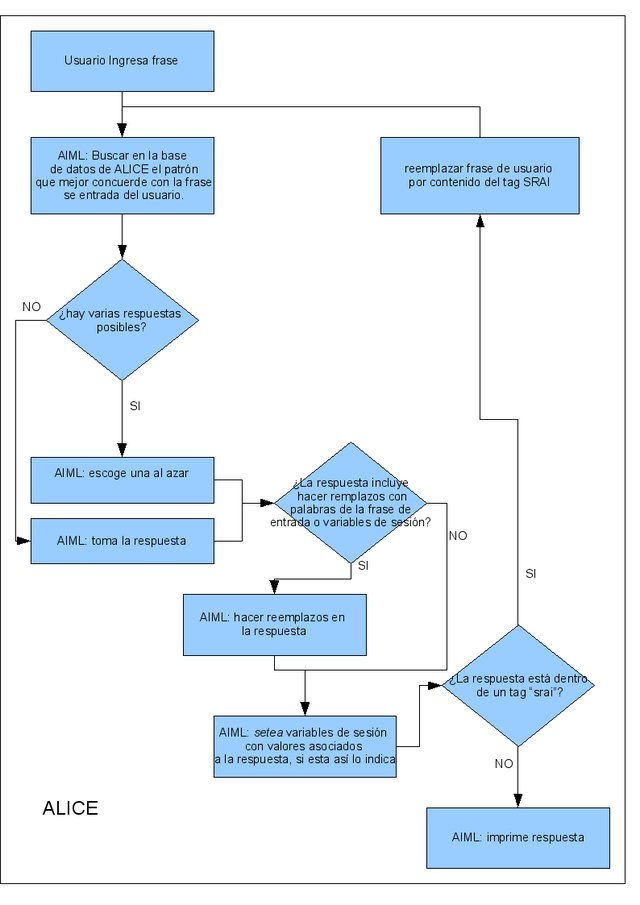 Usuario Ingresa frase
AIML: Buscar en la base
de datos de ALICE el patrón
que mejor concuerde con la frase
se entrada del usuario.
reemplazar frase de usuario
por contenido del tag SRAI
NO
¿hay varias respuestas
posibles?
SI
AIML: escoge una al azar
AIML: toma la respuesta
¿La respuesta incluye
hacer remplazos con
palabras de la frase de
entrada o variables de sesión?
NO
SI
AIML: hacer reemplazos en
la respuesta
SI
¿La respuesta está dentro
de un tag “srai”?
AIML: setea variables de sesión
con valores asociados
a la respuesta, si esta así lo indica
NO
ALICE
AIML: imprime respuesta